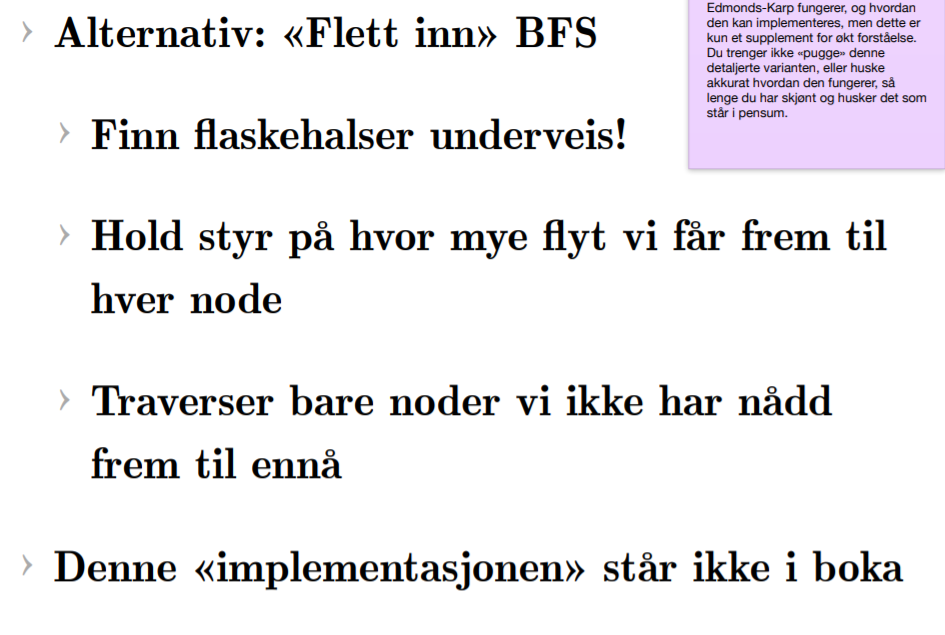 › Alternativ: «Flett inn» BFS
› Finn flaskehalser underveis!
› Hold styr på hvor mye flyt vi får frem til
hver node
› Traverser bare noder vi ikke har nådd
frem til ennå
› Denne «implementasjonen» står ikke i boka
Edmonds-Karp fungerer, og hvordan
den kan implementeres, men dette er
kun et supplement for økt forståelse.
Du trenger ikke «pugge» denne
detaljerte varianten, eller huske
akkurat hvordan den fungerer, så
lenge du har skjønt og husker det som
står i pensum.